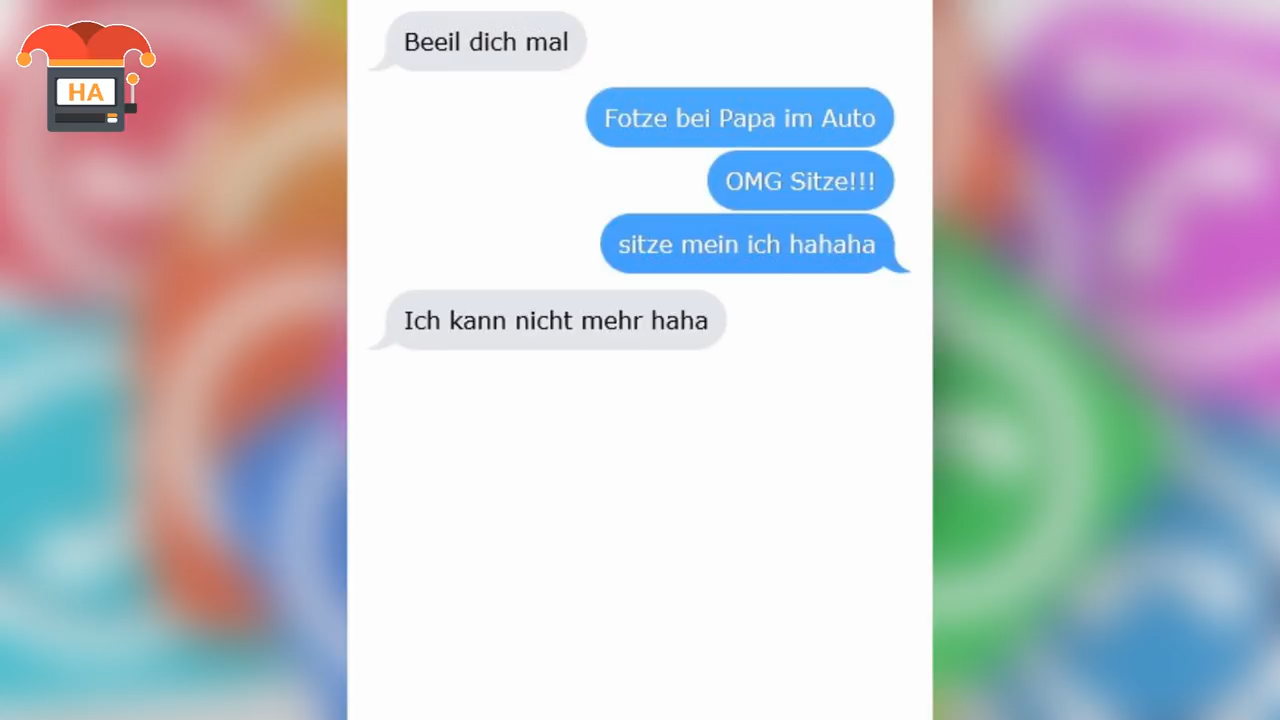 HA
Beeil dich mal
Fotze bei Papa im Auto
OMG Sitze!!!
sitze mein ich hahaha
Ich kann nicht mehr haha